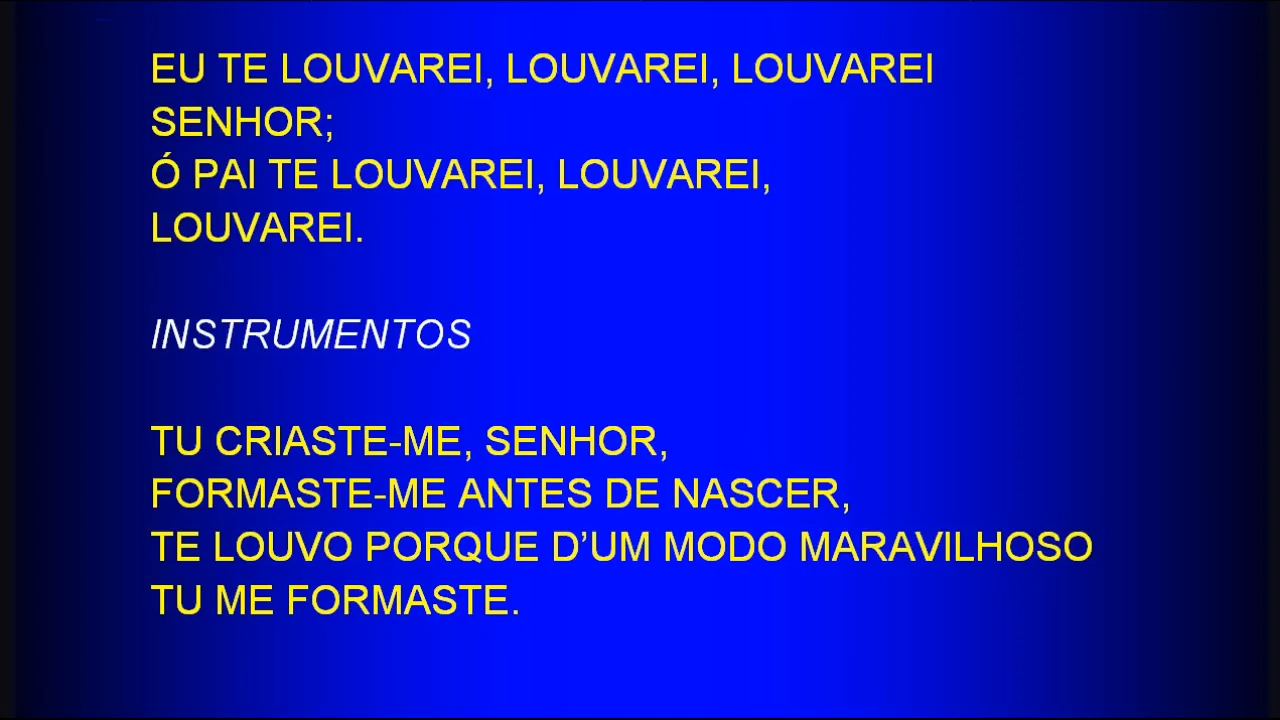 EU TE LOUVAREI, LOUVAREI, LOUVAREI
SENHOR;
Ó PAI TE LOUVAREI, LOUVAREI,
LOUVAREI.
INSTRUMENTOS
TU CRIASTE-ME, SENHOR,
FORMASTE-ME ANTES DE NASCER,
TE LOUVO PORQUE D’UM MODO MARAVILHOSO
TU ME FORMASTE.